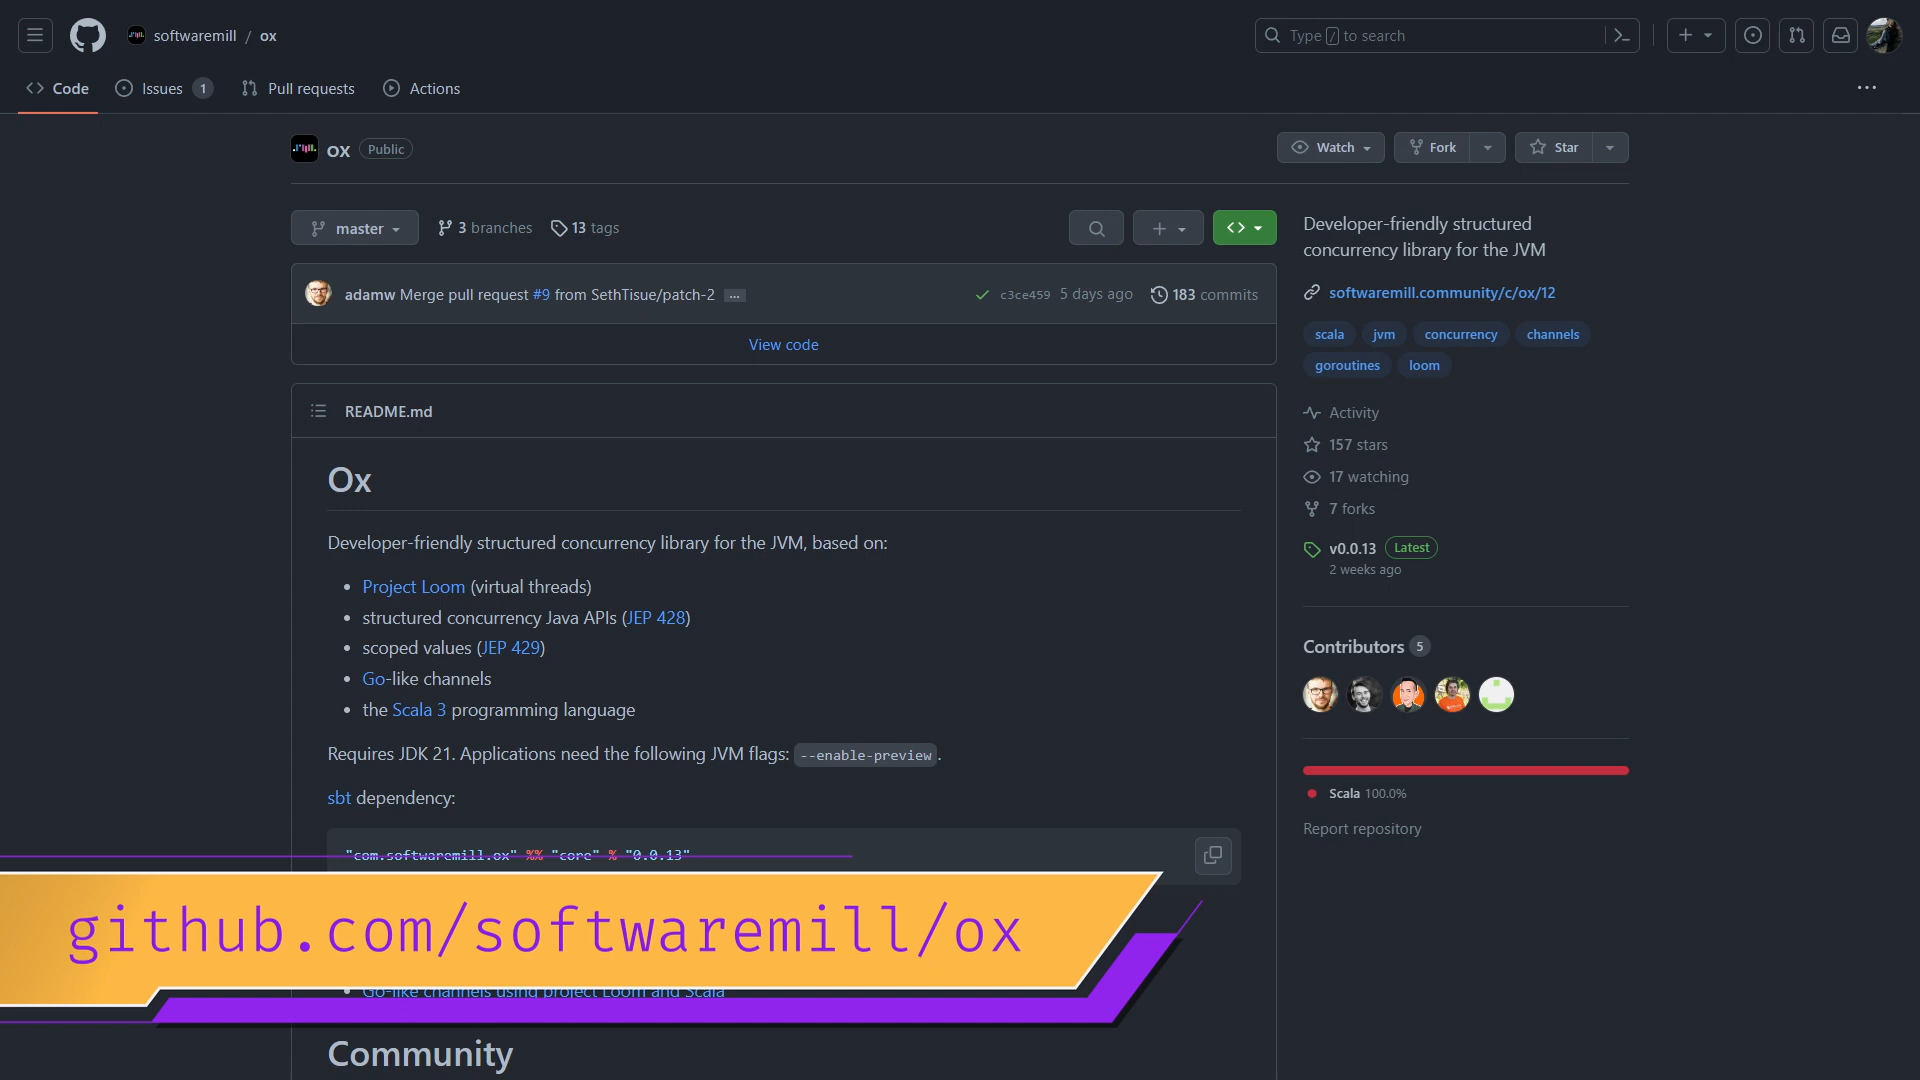 softwaremill / ox
Type / to search
Code
Issues 1
Pull requests
Actions
ox Public
Watch
Fork
Star
master
3 branches
13 tags
adamw Merge pull request #9 from SethTisue/patch-2 ...
c3ce459 5 days ago
183 commits
View code
README.md
Ox
Developer-friendly structured concurrency library for the JVM, based on:
• Project Loom (virtual threads)
• structured concurrency Java APIs (JEP 428)
• scoped values (JEP 429)
• Go-like channels
• the Scala 3 programming language
Requires JDK 21. Applications need the following JVM flags: --enable-preview.
sbt dependency:
"com.softwaremill.ox" %% "core" % "0.0.13"
github.com/softwaremill/ox
• Go-like channels using project Loom and Scala
Community
Developer-friendly structured
concurrency library for the JVM
softwaremill.community/c/ox/12
scala jvm concurrency channels
goroutines loom
Activity
157 stars
17 watching
7 forks
v0.0.13 Latest
2 weeks ago
Contributors 5
Scala 100.0%
Report repository